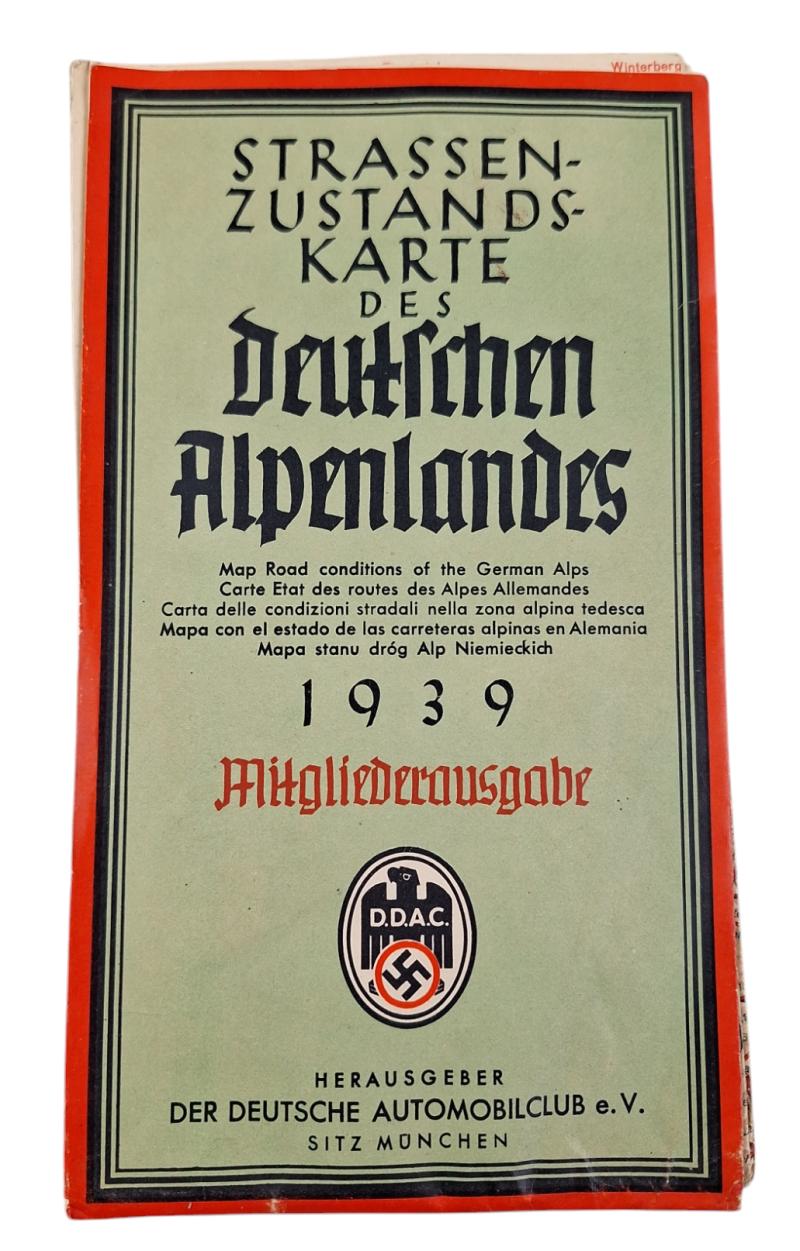 Winterberg
STRASSEN-
ZUSTANDS-
KARTE
DES
Deutſchen
Alpenlandes
Map Road conditions of the German Alps
Carte Etat des routes des Alpes Allemandes
Carta delle condizioni stradali nella zona alpina tedesca
Mapa con el estado de las carreteras alpinas en Alemania
Mapa stanu dróg Alp Niemieckich
1939
Mitgliederausgabe
D.D.A.C.
HERAUSGEBER
DER DEUTSCHE AUTOMOBILCLUB e. V.
SITZ MÜNCHEN